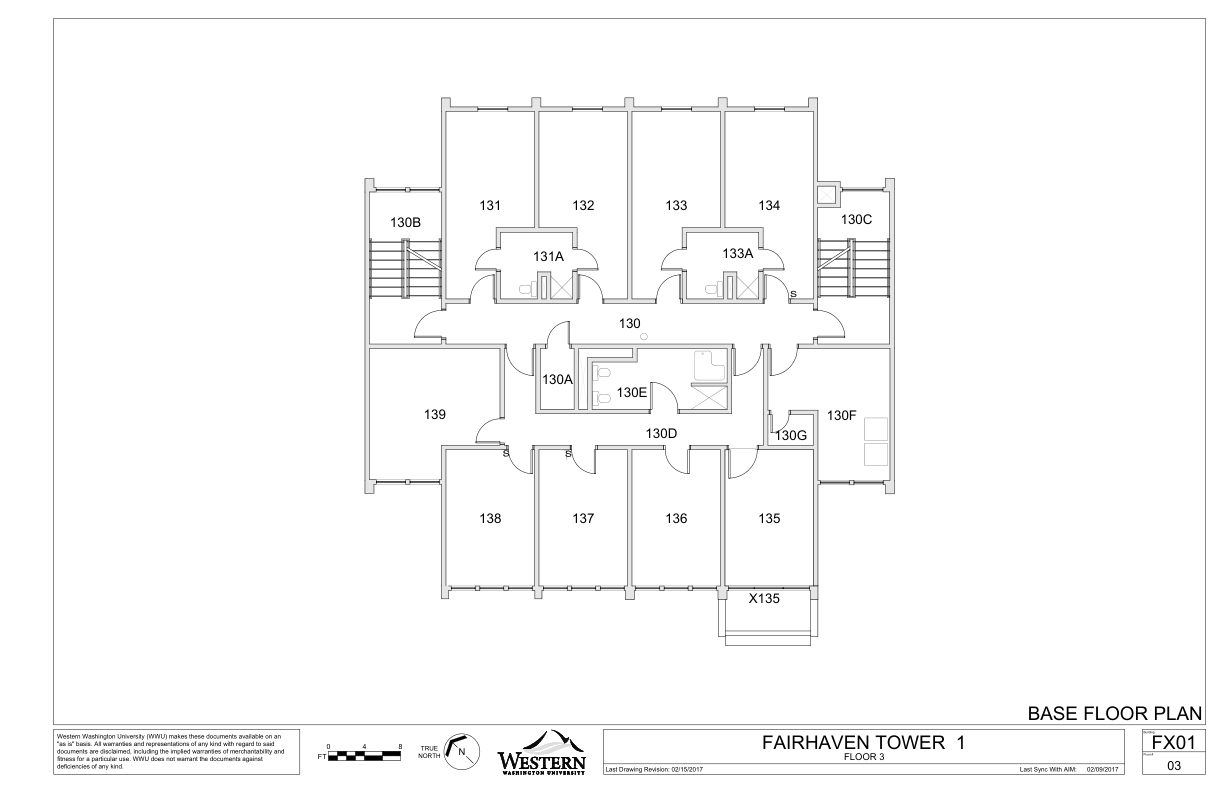 131
132
133
134
130B
130C
131A
133A
S
130
130A
130E
139
130F
130D
130G
S
S
138
137
136
135
X135
BASE FLOOR PLAN
Western Washington University (WWU) makes these documents available on an
"as is" basis. All warranties and representations of any kind with regard to said
documents are disclaimed, including the implied warranties of merchantability and
fitness for a particular use. WWU does not warrant the documents against
deficiencies of any kind.
0 4 8
FT
TRUE
NORTH
N
WESTERN
WASHINGTON UNIVERSITY
FAIRHAVEN TOWER 1
FLOOR 3
Last Drawing Revision: 02/15/2017
Last Sync With AIM: 02/09/2017
FX01
03